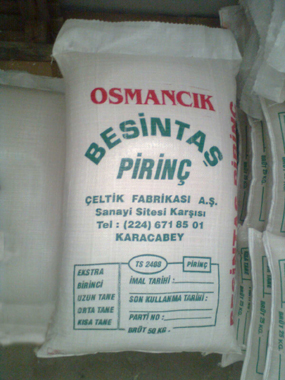 OSMANCIK
BESİNTAŞ
PİRİNÇ
ÇELTİK FABRİKASI A.Ş.
Sanayi Sitesi Karşısı
Tel : (224) 671 85 01
KARACABEY
TS 2408 PİRİNÇ
EKSTRA
BİRİNCİ
UZUN TANE
ORTA TANE
KISA TANE
İMAL TARİHİ :
SON KULLANMA TARİHİ :
PARTİ NO :
BRÜT 50 KG.